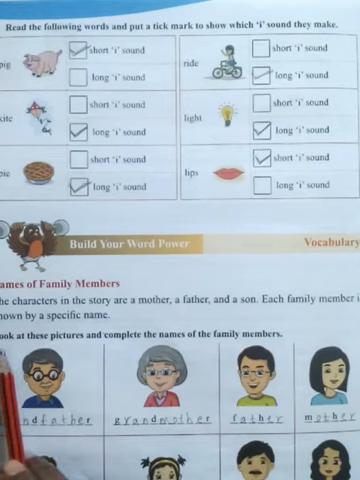 Read the following words and put a tick mark to show which 'i' sound they make.
pig short 'i' sound
long 'i' sound
ride short 'i' sound
long 'i' sound
kite short 'i' sound
long 'i' sound
light short 'i' sound
long 'i' sound
pie short 'i' sound
long 'i' sound
lips short 'i' sound
long 'i' sound
Build Your Word Power Vocabulary
ames of Family Members
he characters in the story are a mother, a father, and a son. Each family member i
nown by a specific name.
ook at these pictures and complete the names of the family members.
ndfather grandmother father mother